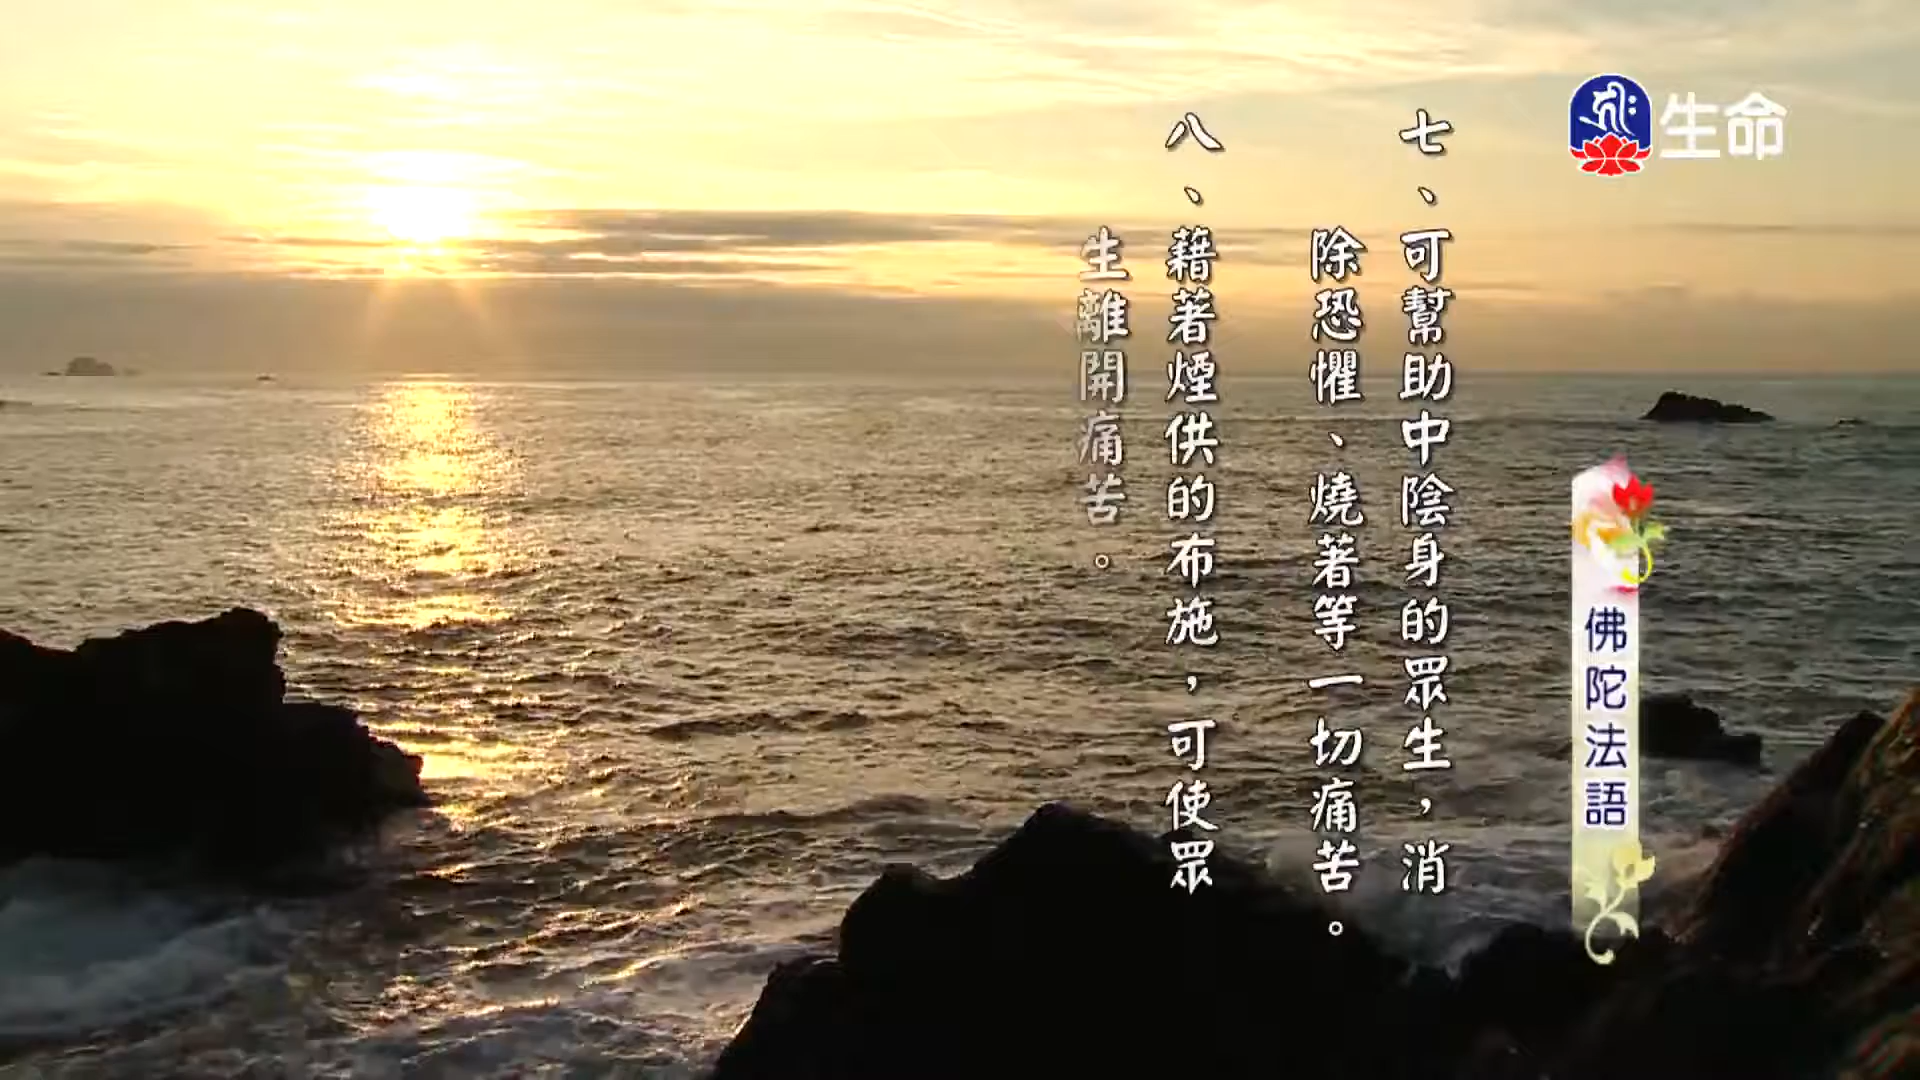 生命
七、可幫助中陰身的眾生，消
除恐懼、燒著等一切痛苦。
八、藉著煙供的布施，可使眾
生離開痛苦。
佛陀法語